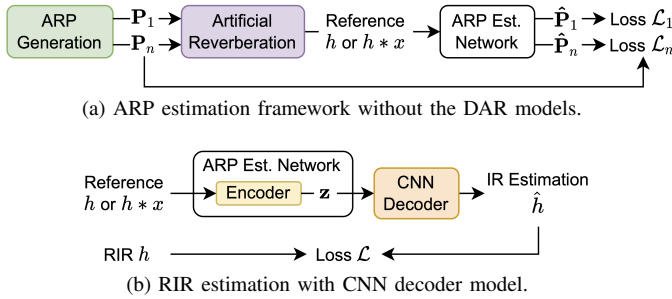 ARP Generation
P₁
Pₙ
Artificial Reverberation
Reference
h or h * x
ARP Est. Network
P̂₁
P̂ₙ
Loss ℒ₁
Loss ℒₙ
(a) ARP estimation framework without the DAR models.
ARP Est. Network
Reference
h or h * x
Encoder
z
CNN Decoder
IR Estimation
ĥ
RIR h
Loss ℒ
(b) RIR estimation with CNN decoder model.